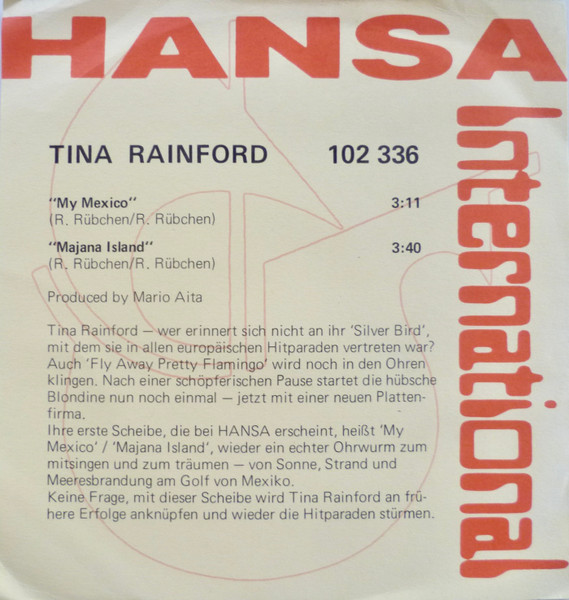 HANSA
International
TINA RAINFORD 102 336
"My Mexico" 3:11
(R. Rübchen/R. Rübchen)
"Majana Island" 3:40
(R. Rübchen/R. Rübchen)
Produced by Mario Aita
Tina Rainford — wer erinnert sich nicht an ihr 'Silver Bird',
mit dem sie in allen europäischen Hitparaden vertreten war?
Auch 'Fly Away Pretty Flamingo' wird noch in den Ohren
klingen. Nach einer schöpferischen Pause startet die hübsche
Blondine nun noch einmal — jetzt mit einer neuen Platten-
firma.
Ihre erste Scheibe, die bei HANSA erscheint, heißt 'My
Mexico' / 'Majana Island', wieder ein echter Ohrwurm zum
mitsingen und zum träumen — von Sonne, Strand und
Meeresbrandung am Golf von Mexiko.
Keine Frage, mit dieser Scheibe wird Tina Rainford an frü-
here Erfolge anknüpfen und wieder die Hitparaden stürmen.